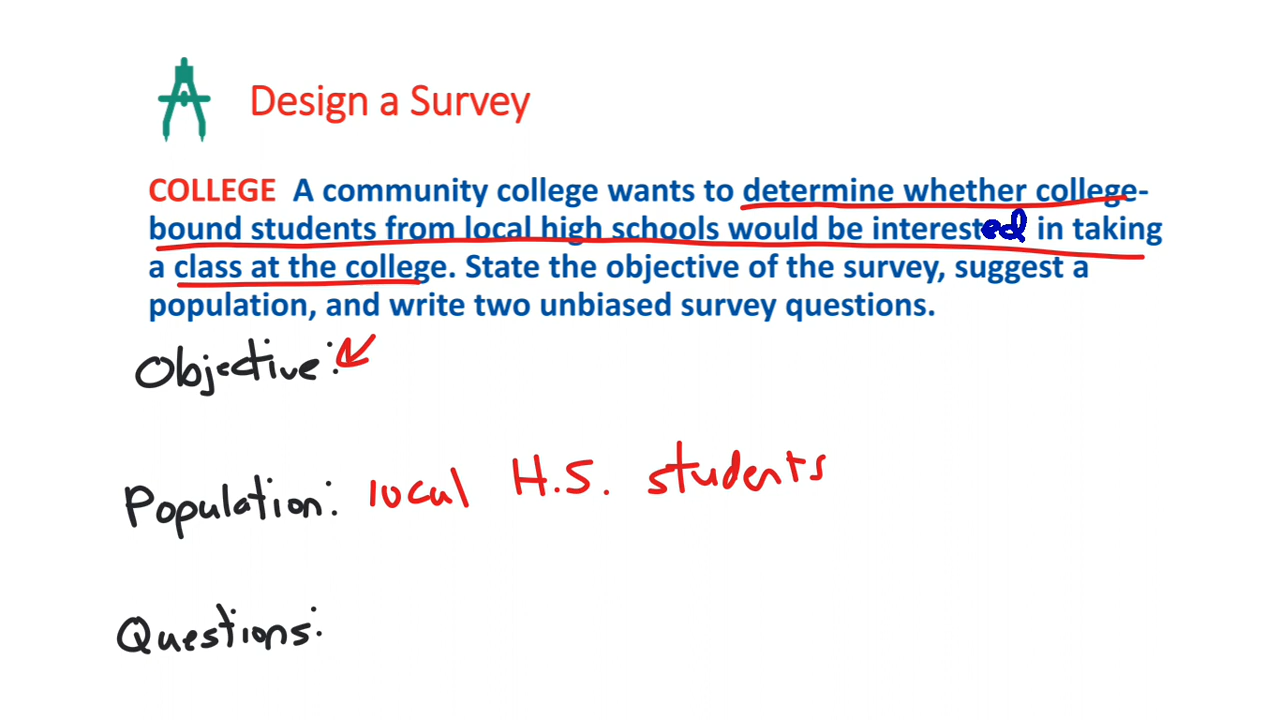 Design a Survey
COLLEGE A community college wants to determine whether college-
bound students from local high schools would be interested in taking
a class at the college. State the objective of the survey, suggest a
population, and write two unbiased survey questions.
Objective:
Population: local H.S. students
Questions: